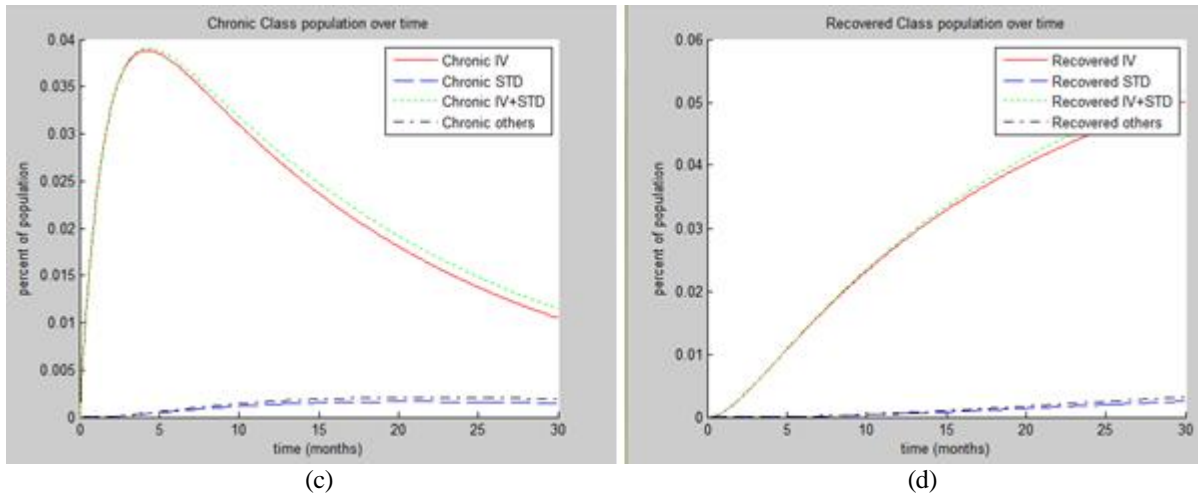 Chronic Class population over time
0.04
0.035
0.03
0.025
0.02
0.015
0.01
0.005
0
percent of population
Chronic IV
Chronic STD
Chronic IV+STD
Chronic others
0 5 10 15 20 25 30
time (months)
(c)
Recovered Class population over time
0.06
0.05
0.04
0.03
0.02
0.01
0
percent of population
Recovered IV
Recovered STD
Recovered IV+STD
Recovered others
0 5 10 15 20 25 30
time (months)
(d)